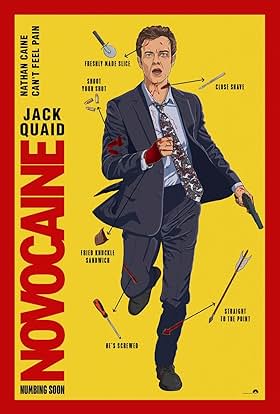 NATHAN CAINE
CAN'T FEEL PAIN
JACK
QUAID
NOVOCAINE
NUMBING SOON
FRESHLY MADE SLICE
SHOOT
YOUR SHOT
CLOSE SHAVE
FRIED KNUCKLE
SANDWICH
STRAIGHT
TO THE POINT
HE'S SCREWED